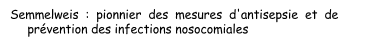 Semmelweis : pionnier des mesures d'antisepsie et de
prévention des infections nosocomiales